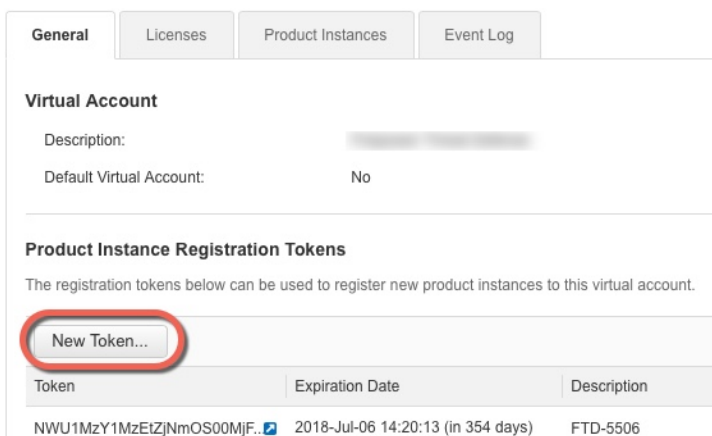 General Licenses Product Instances Event Log
Virtual Account
Description:
Default Virtual Account: No
Product Instance Registration Tokens
The registration tokens below can be used to register new product instances to this virtual account.
New Token...
Token Expiration Date Description
NWU1MzY1MzEtZjNmOS00MjF... 2018-Jul-06 14:20:13 (in 354 days) FTD-5506